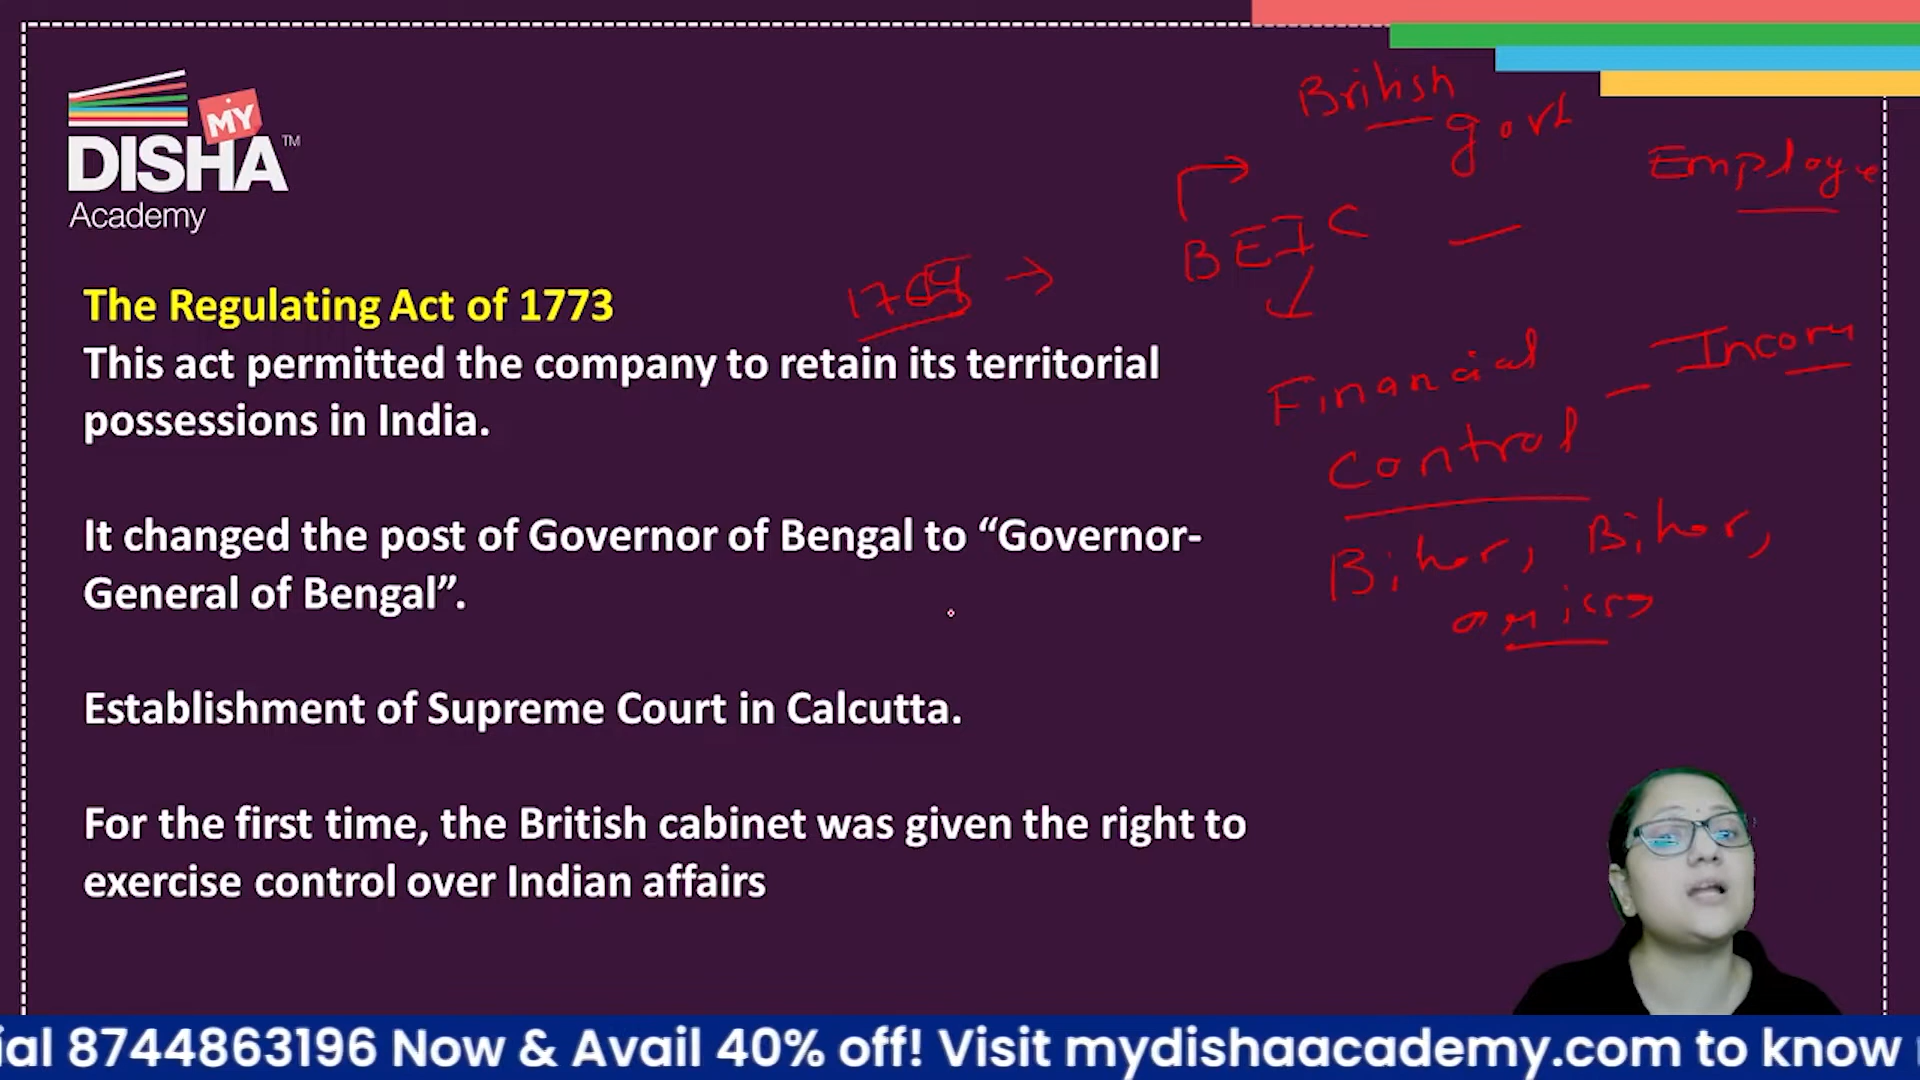 MY
DISHA™
Academy
British
govt
Employe
BEIC
The Regulating Act of 1773
This act permitted the company to retain its territorial
possessions in India.
Financial
Control
Incom
Bihar, Bihar,
It changed the post of Governor of Bengal to “Governor-
General of Bengal”.
Establishment of Supreme Court in Calcutta.
For the first time, the British cabinet was given the right to
exercise control over Indian affairs
ial 8744863196 Now & Avail 40% off! Visit mydishaacademy.com to know